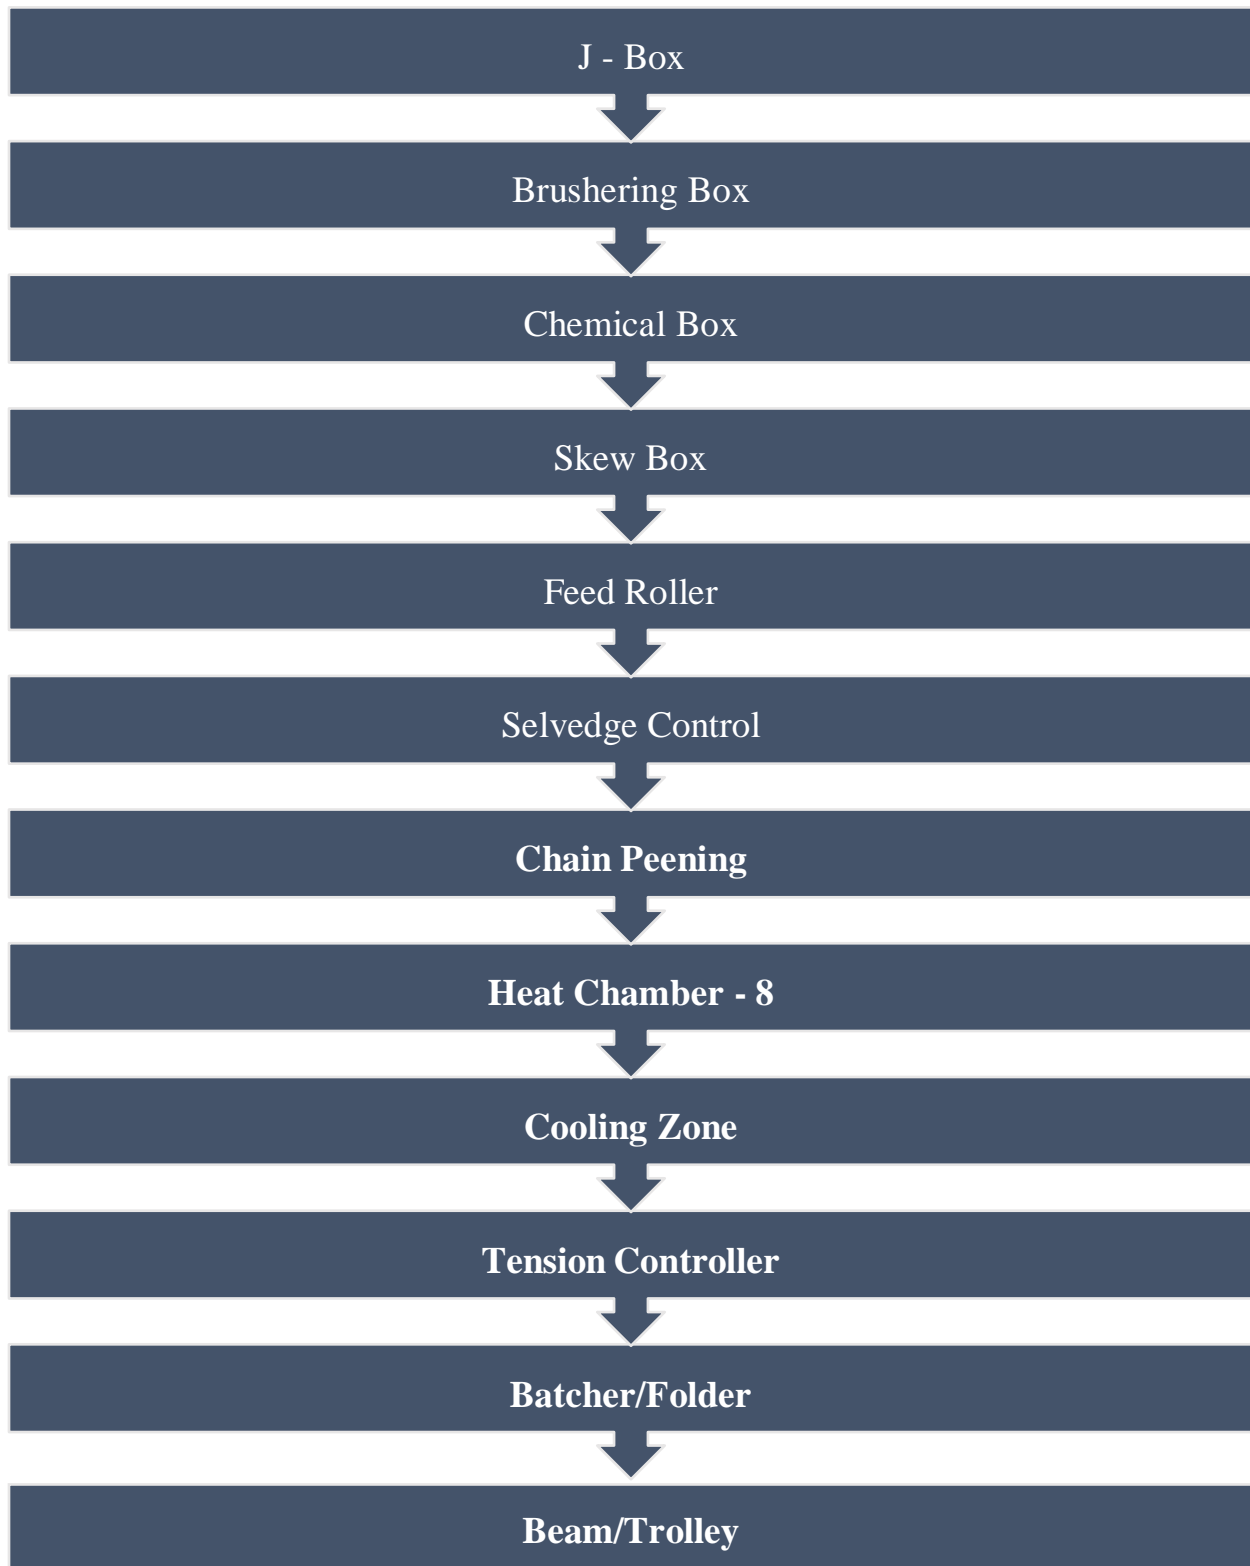 J - Box
Brushering Box
Chemical Box
Skew Box
Feed Roller
Selvedge Control
Chain Peening
Heat Chamber - 8
Cooling Zone
Tension Controller
Batcher/Folder
Beam/Trolley